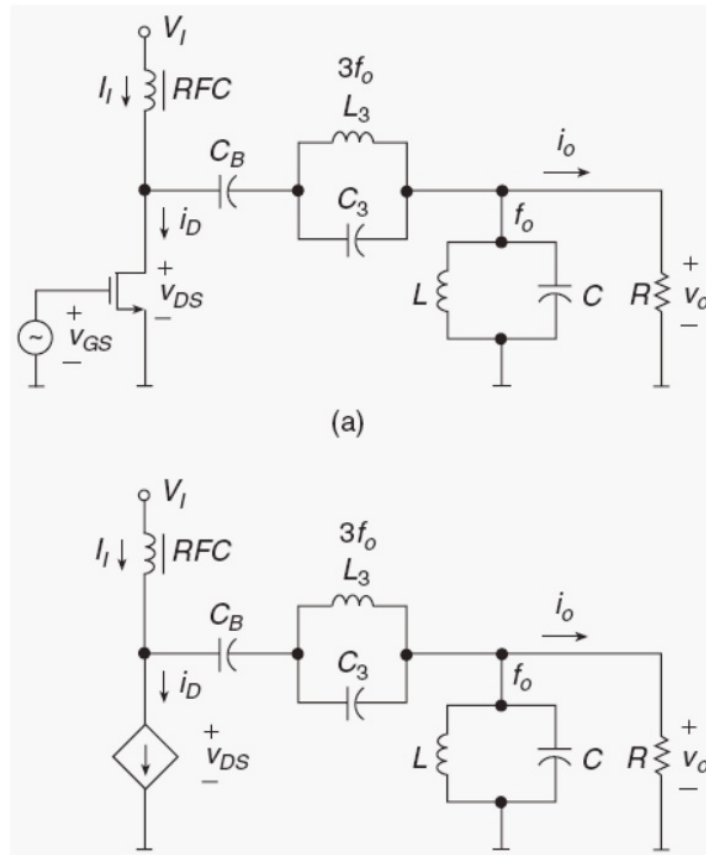 V_I
I_I ↓ RFC
3f_o
L_3
C_B
C_3
i_o
i_D
f_o
+
v_DS
−
L
C
R
+
v_o
−
+
v_GS
−
~
(a)
V_I
I_I ↓ RFC
3f_o
L_3
C_B
C_3
i_o
i_D
f_o
+
v_DS
−
L
C
R
+
v_o
−